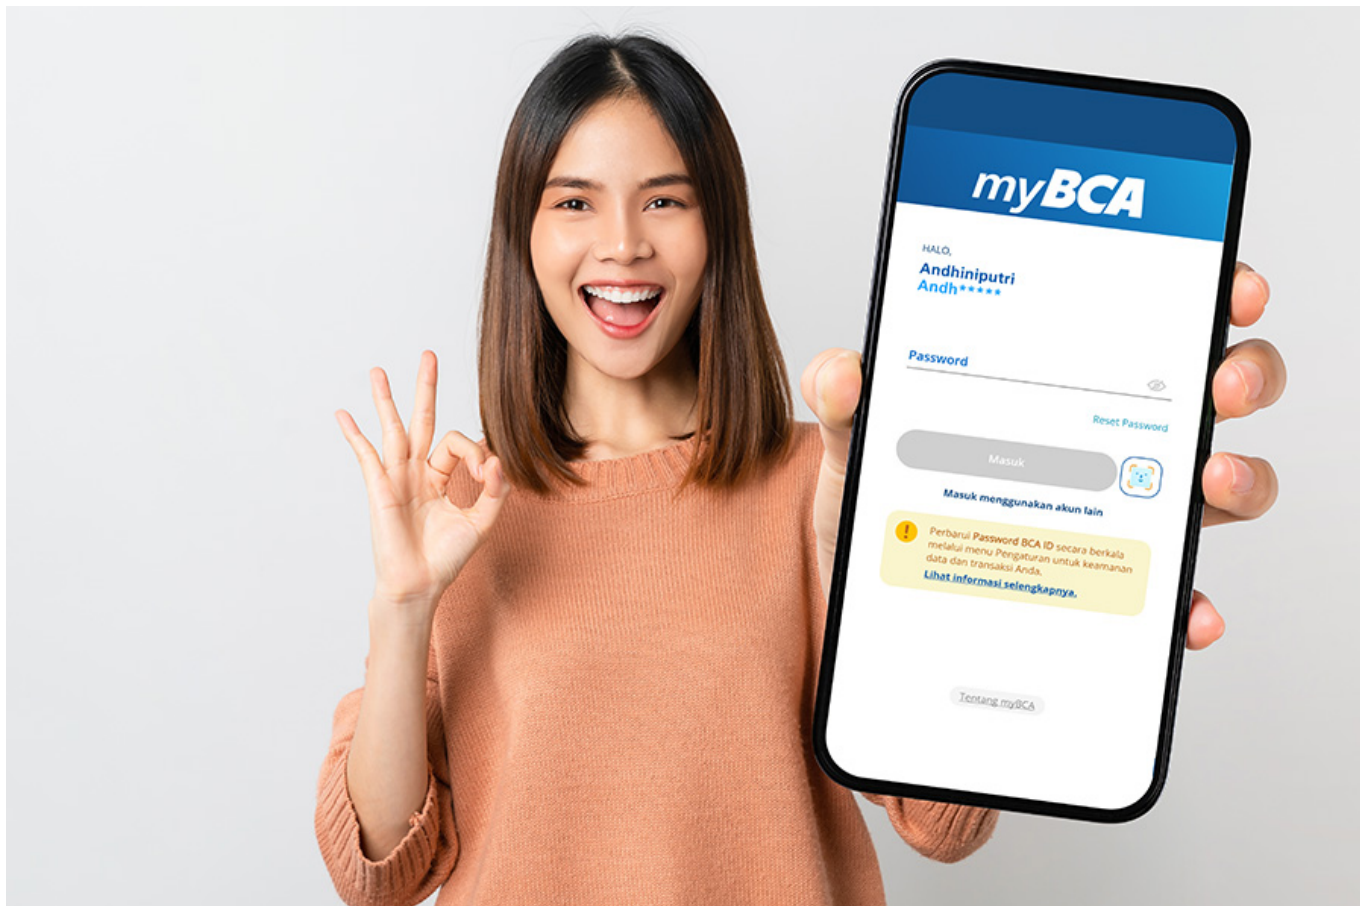 myBCA
HALO,
Andhiniputri
Andh*****
Password
Reset Password
Masuk
Masuk menggunakan akun lain
Perbarui Password BCA ID secara berkala
melalui menu Pengaturan untuk keamanan
data dan transaksi Anda.
Lihat informasi selengkapnya.
Tentang myBCA